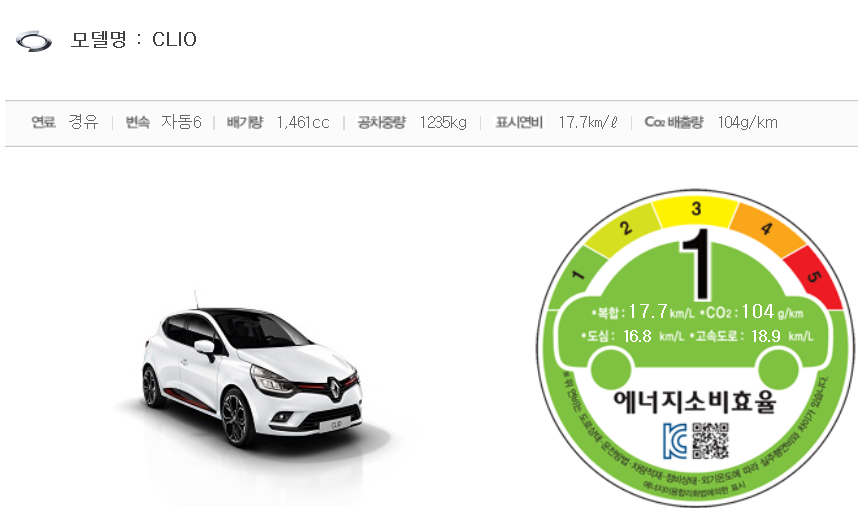 모델명 : CLIO
연료 경유 | 변속 자동6 | 배기량 1,461cc | 공차중량 1235kg | 표시연비 17.7km/ℓ | Co2 배출량 104g/km
1 2 3 4 5
1
•복합 : 17.7 km/L •CO2 : 104 g/km
•도심 : 16.8 km/L •고속도로 : 18.9 km/L
에너지소비효율
※ 위 연비는 도로상태·운전방법·차량적재·정비상태·외기온도에 따라 실주행연비와 차이가 있습니다.
에너지이용합리화법에의한 표시
CLIO